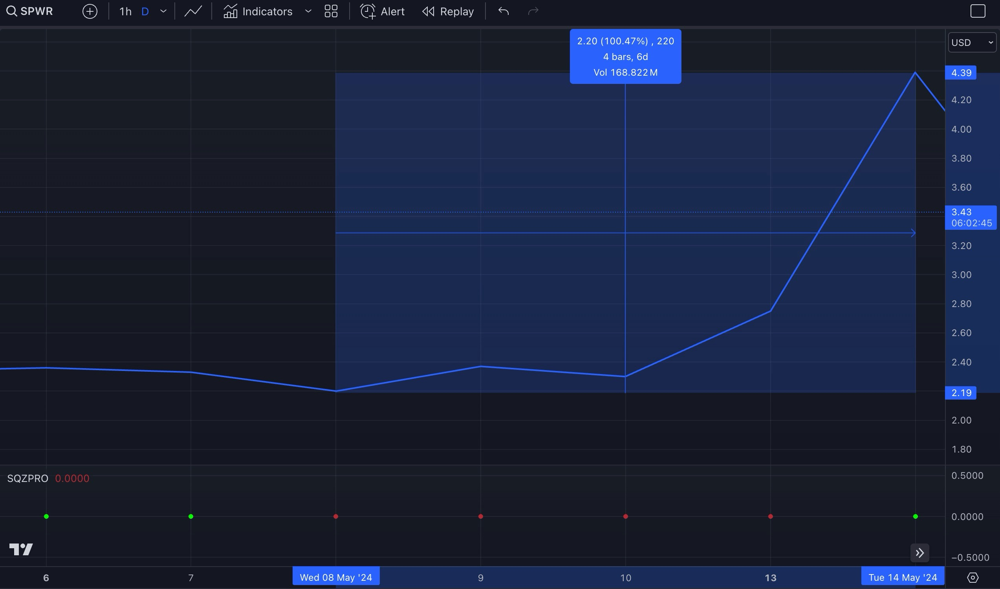 SPWR 1h D Indicators Alert Replay
2.20 (100.47%) , 220
4 bars, 6d
Vol 168.822 M
USD
4.39
4.20
4.00
3.80
3.60
3.43
06:02:45
3.20
3.00
2.80
2.60
2.40
2.19
2.00
1.80
SQZPRO 0.0000
0.5000
0.0000
−0.5000
6 7 Wed 08 May '24 9 10 13 Tue 14 May '24